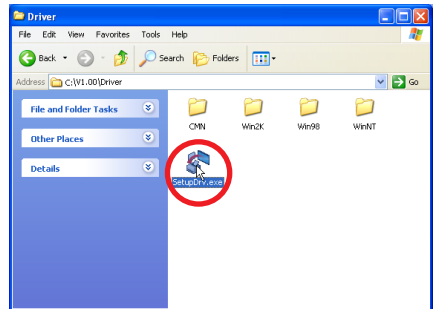 Driver
File Edit View Favorites Tools Help
Back Search Folders
Address C:\V1.00\Driver Go
File and Folder Tasks
Other Places
Details
CMN Win2K Win98 WinNT
SetupDrv.exe